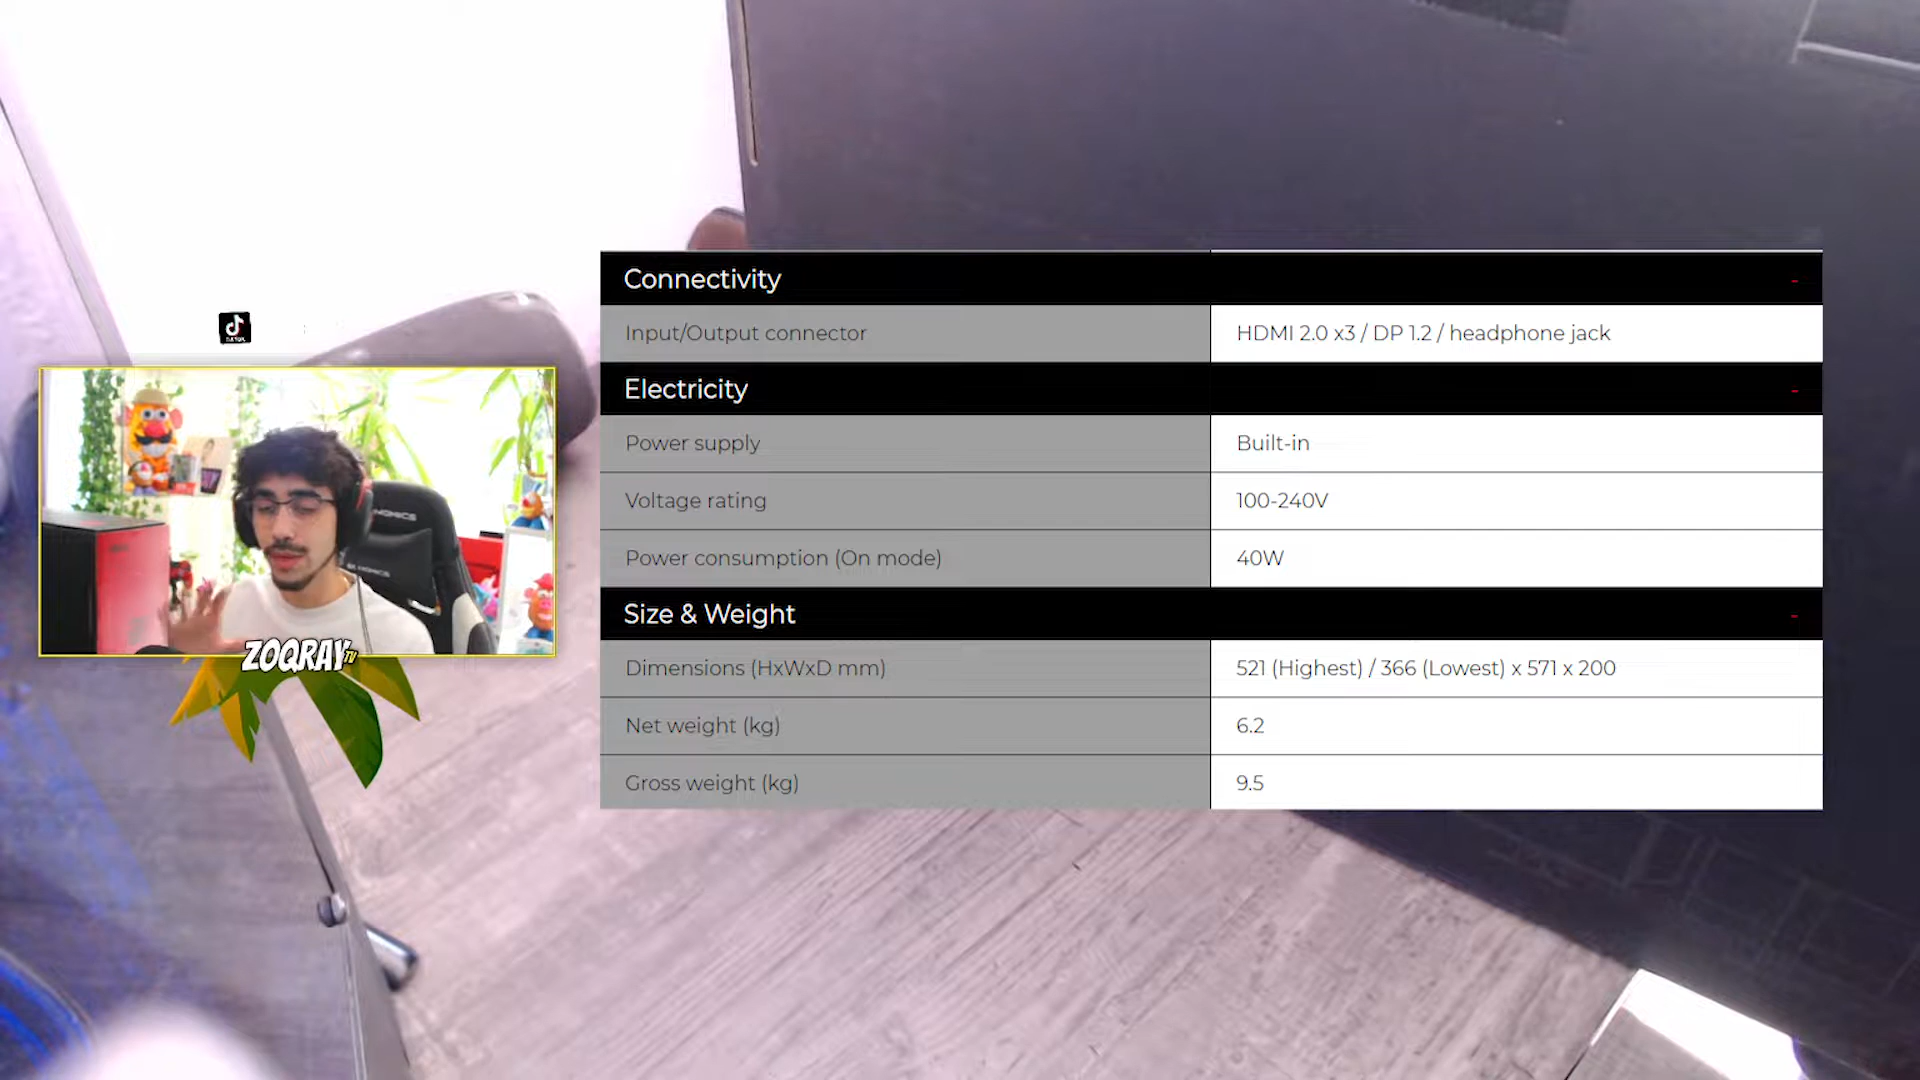 Connectivity -
Input/Output connector HDMI 2.0 x3 / DP 1.2 / headphone jack
Electricity -
Power supply Built-in
Voltage rating 100-240V
Power consumption (On mode) 40W
Size & Weight -
Dimensions (HxWxD mm) 521 (Highest) / 366 (Lowest) x 571 x 200
Net weight (kg) 6.2
Gross weight (kg) 9.5
TIKTOK
ZOQRAY TV